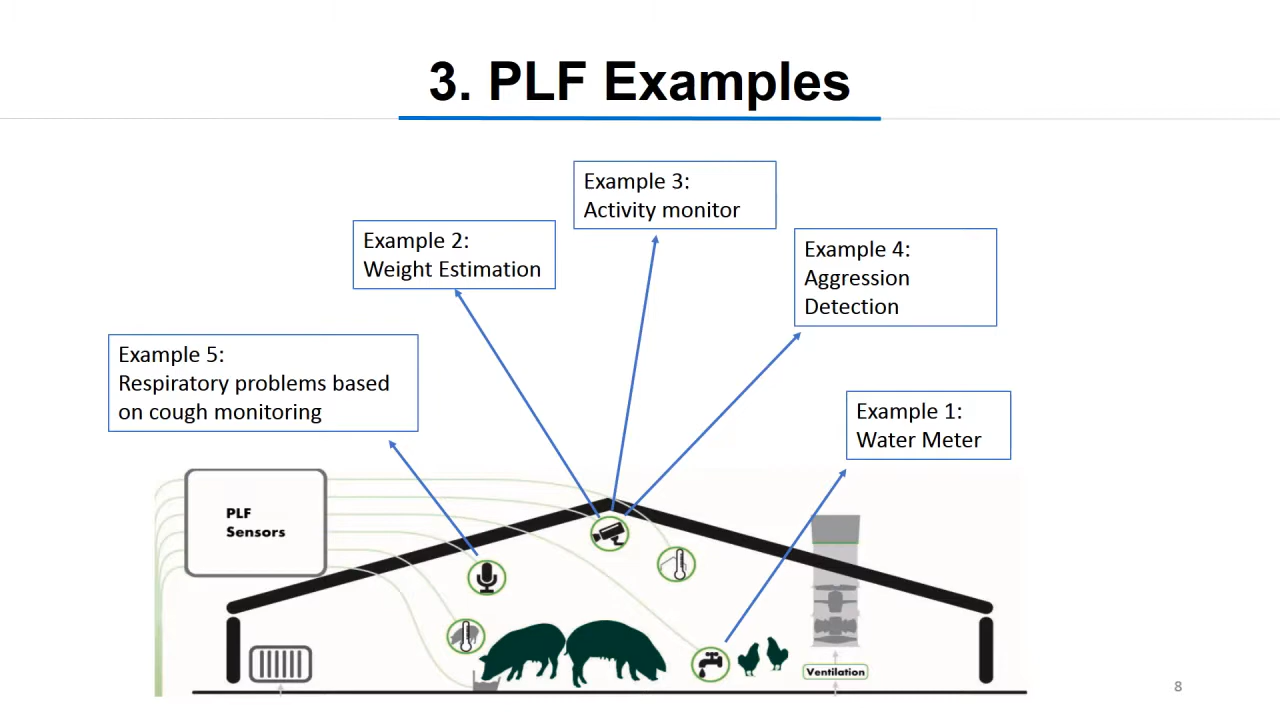 3. PLF Examples
Example 3:
Activity monitor
Example 2:
Weight Estimation
Example 4:
Aggression
Detection
Example 5:
Respiratory problems based
on cough monitoring
Example 1:
Water Meter
PLF
Sensors
Ventilation
8